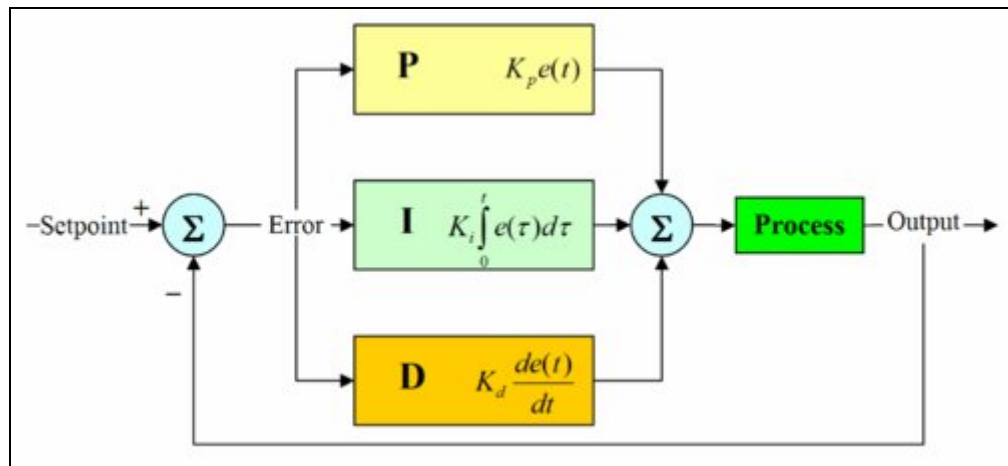 P K_p e(t)
–Setpoint + Σ Error I K_i ∫_0^t e(τ)dτ Σ Process Output
–
D K_d de(t)/dt